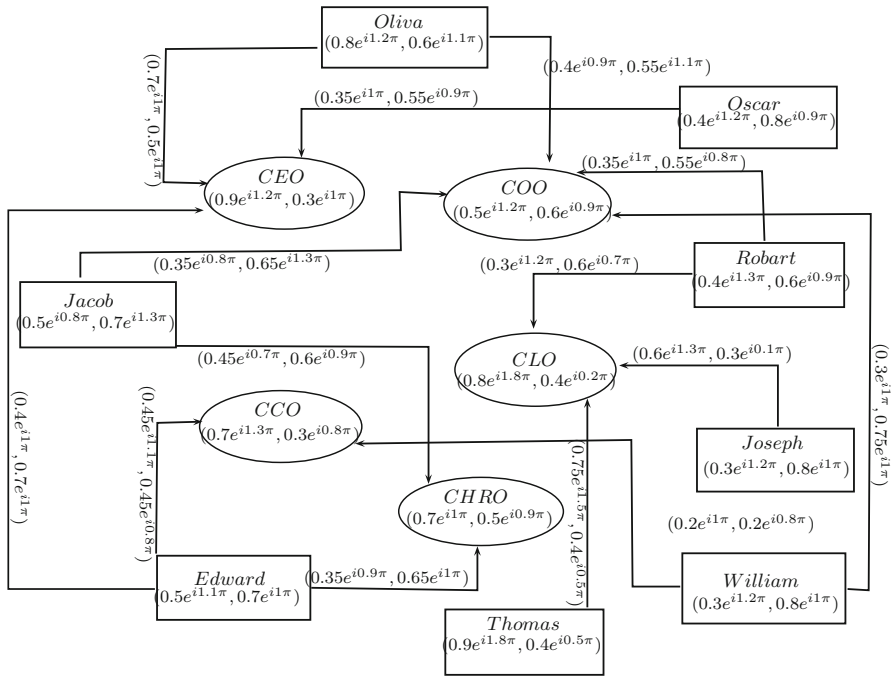 Oliva
(0.8e^{i1.2π}, 0.6e^{i1.1π})
(0.4e^{i0.9π}, 0.55e^{i1.1π})
(0.7e^{i1π}, 0.5e^{i1π})
(0.35e^{i1π}, 0.55e^{i0.9π})
Oscar
(0.4e^{i1.2π}, 0.8e^{i0.9π})
(0.35e^{i1π}, 0.55e^{i0.8π})
CEO
(0.9e^{i1.2π}, 0.3e^{i1π})
COO
(0.5e^{i1.2π}, 0.6e^{i0.9π})
(0.35e^{i0.8π}, 0.65e^{i1.3π})
(0.3e^{i1.2π}, 0.6e^{i0.7π})
Robart
(0.4e^{i1.3π}, 0.6e^{i0.9π})
Jacob
(0.5e^{i0.8π}, 0.7e^{i1.3π})
(0.45e^{i0.7π}, 0.6e^{i0.9π})
CLO
(0.8e^{i1.8π}, 0.4e^{i0.2π})
(0.6e^{i1.3π}, 0.3e^{i0.1π})
(0.3e^{i1π}, 0.75e^{i1π})
(0.4e^{i1π}, 0.7e^{i1π})
(0.45e^{i1.1π}, 0.45e^{i0.8π})
CCO
(0.7e^{i1.3π}, 0.3e^{i0.8π})
Joseph
(0.3e^{i1.2π}, 0.8e^{i1π})
(0.75e^{i1.5π}, 0.4e^{i0.5π})
CHRO
(0.7e^{i1π}, 0.5e^{i0.9π})
(0.2e^{i1π}, 0.2e^{i0.8π})
Edward
(0.5e^{i1.1π}, 0.7e^{i1π})
(0.35e^{i0.9π}, 0.65e^{i1π})
William
(0.3e^{i1.2π}, 0.8e^{i1π})
Thomas
(0.9e^{i1.8π}, 0.4e^{i0.5π})